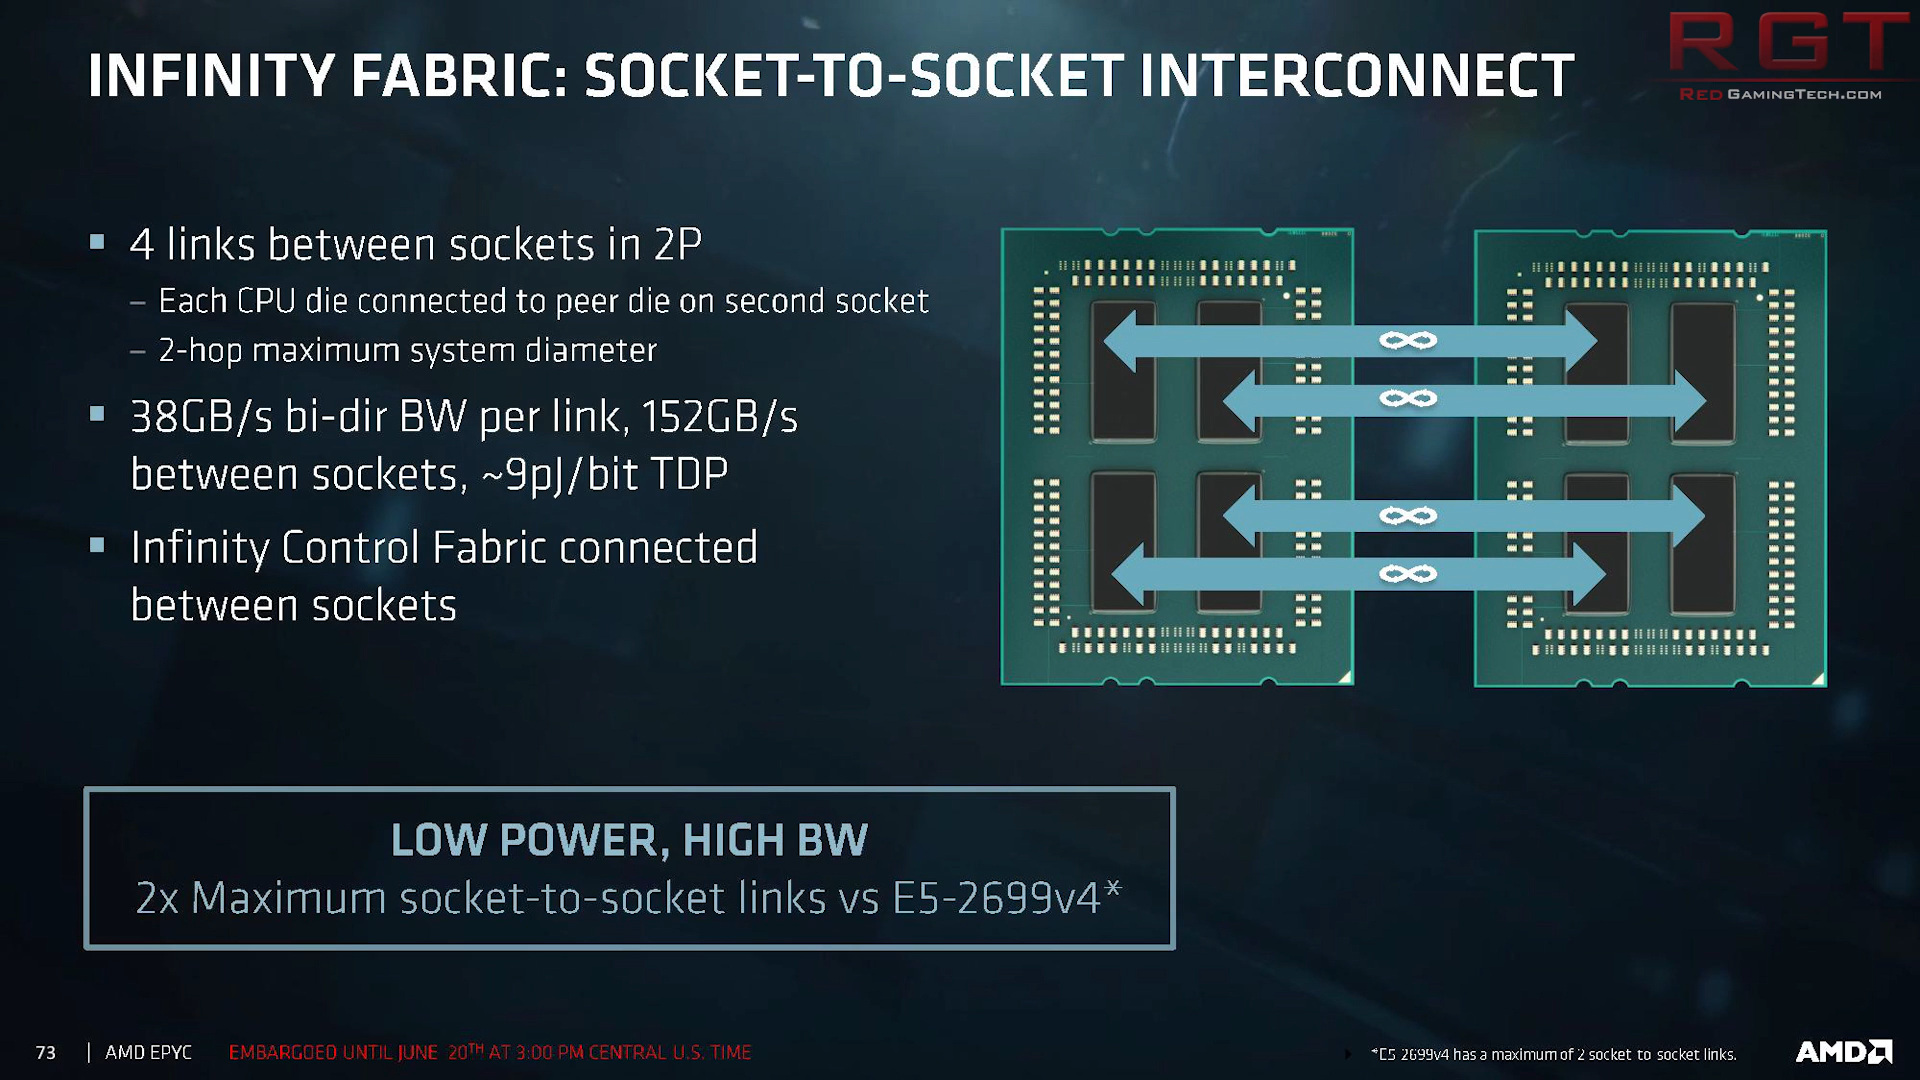 INFINITY FABRIC: SOCKET-TO-SOCKET INTERCONNECT
RGT
RED GAMINGTECH.COM
▪ 4 links between sockets in 2P
– Each CPU die connected to peer die on second socket
– 2-hop maximum system diameter
▪ 38GB/s bi-dir BW per link, 152GB/s
between sockets, ~9pJ/bit TDP
▪ Infinity Control Fabric connected
between sockets
∞
∞
∞
∞
LOW POWER, HIGH BW
2x Maximum socket-to-socket links vs E5-2699v4*
73 | AMD EPYC EMBARGOED UNTIL JUNE 20TH AT 3:00 PM CENTRAL U.S. TIME
*E5 2699v4 has a maximum of 2 socket to socket links.
AMD